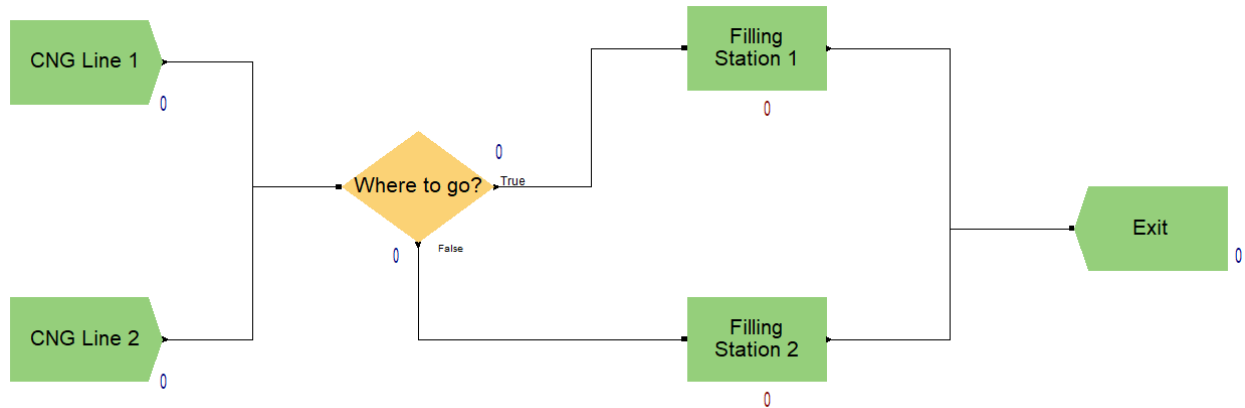 CNG Line 1
0
Filling
Station 1
0
Where to go?
0
True
0
False
Exit
0
CNG Line 2
0
Filling
Station 2
0